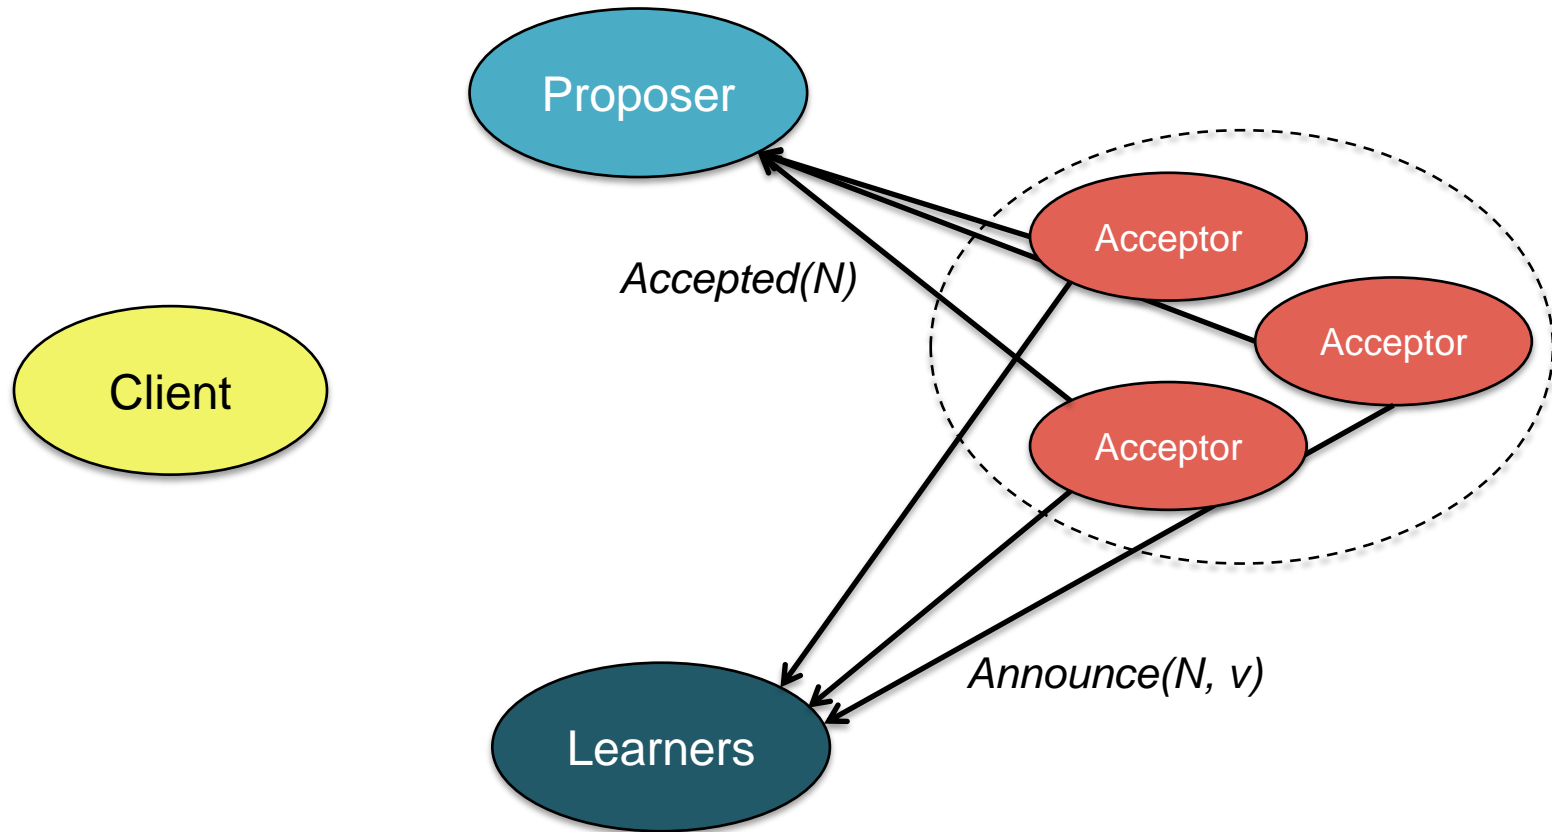 Proposer
Acceptor
Accepted(N)
Acceptor
Client
Acceptor
Announce(N, v)
Learners